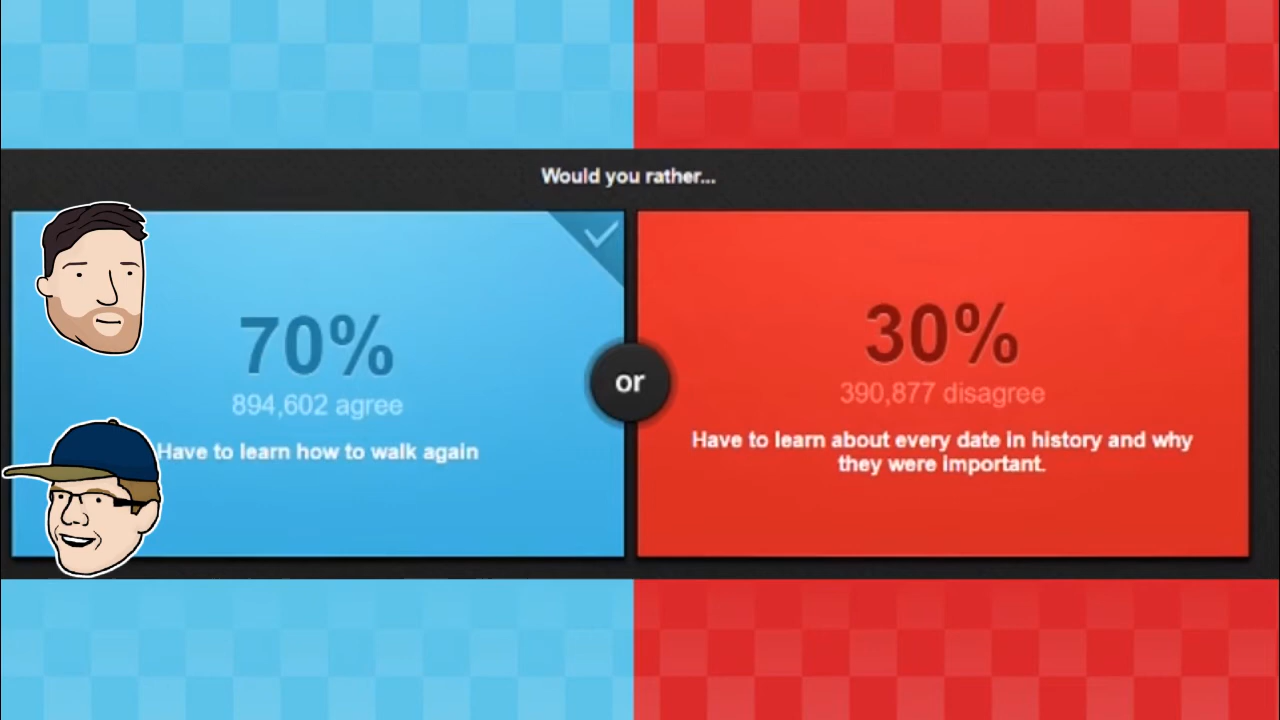 Would you rather...
70%
894,602 agree
Have to learn how to walk again
or
30%
390,877 disagree
Have to learn about every date in history and why
they were important.